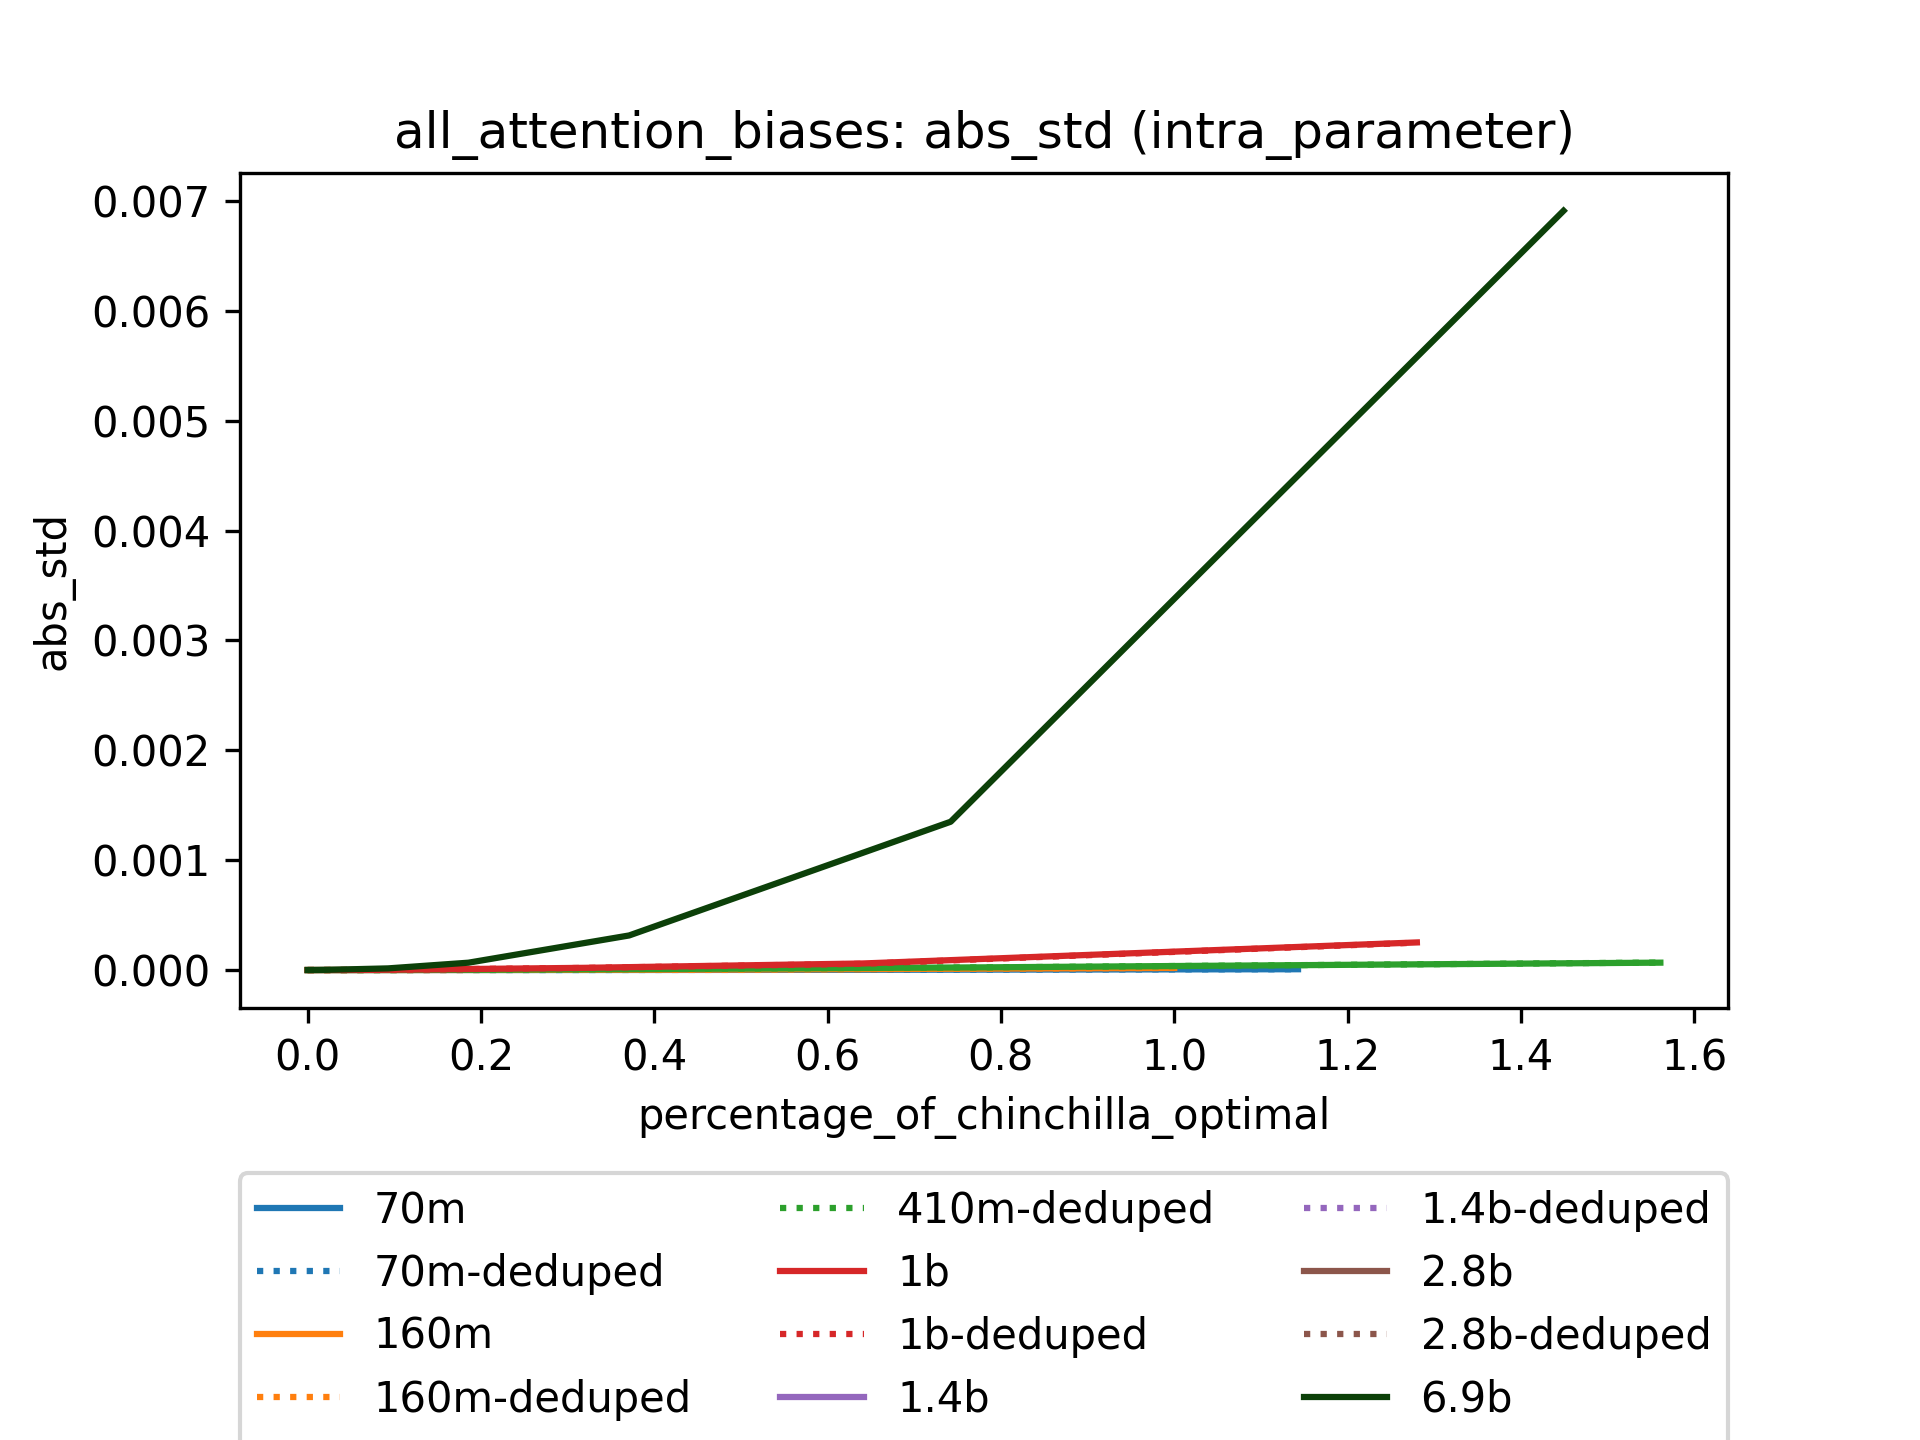 all_attention_biases: abs_std (intra_parameter)
0.007
0.006
0.005
0.004
0.003
0.002
0.001
0.000
abs_std
0.0 0.2 0.4 0.6 0.8 1.0 1.2 1.4 1.6
percentage_of_chinchilla_optimal
70m 410m-deduped 1.4b-deduped
70m-deduped 1b 2.8b
160m 1b-deduped 2.8b-deduped
160m-deduped 1.4b 6.9b